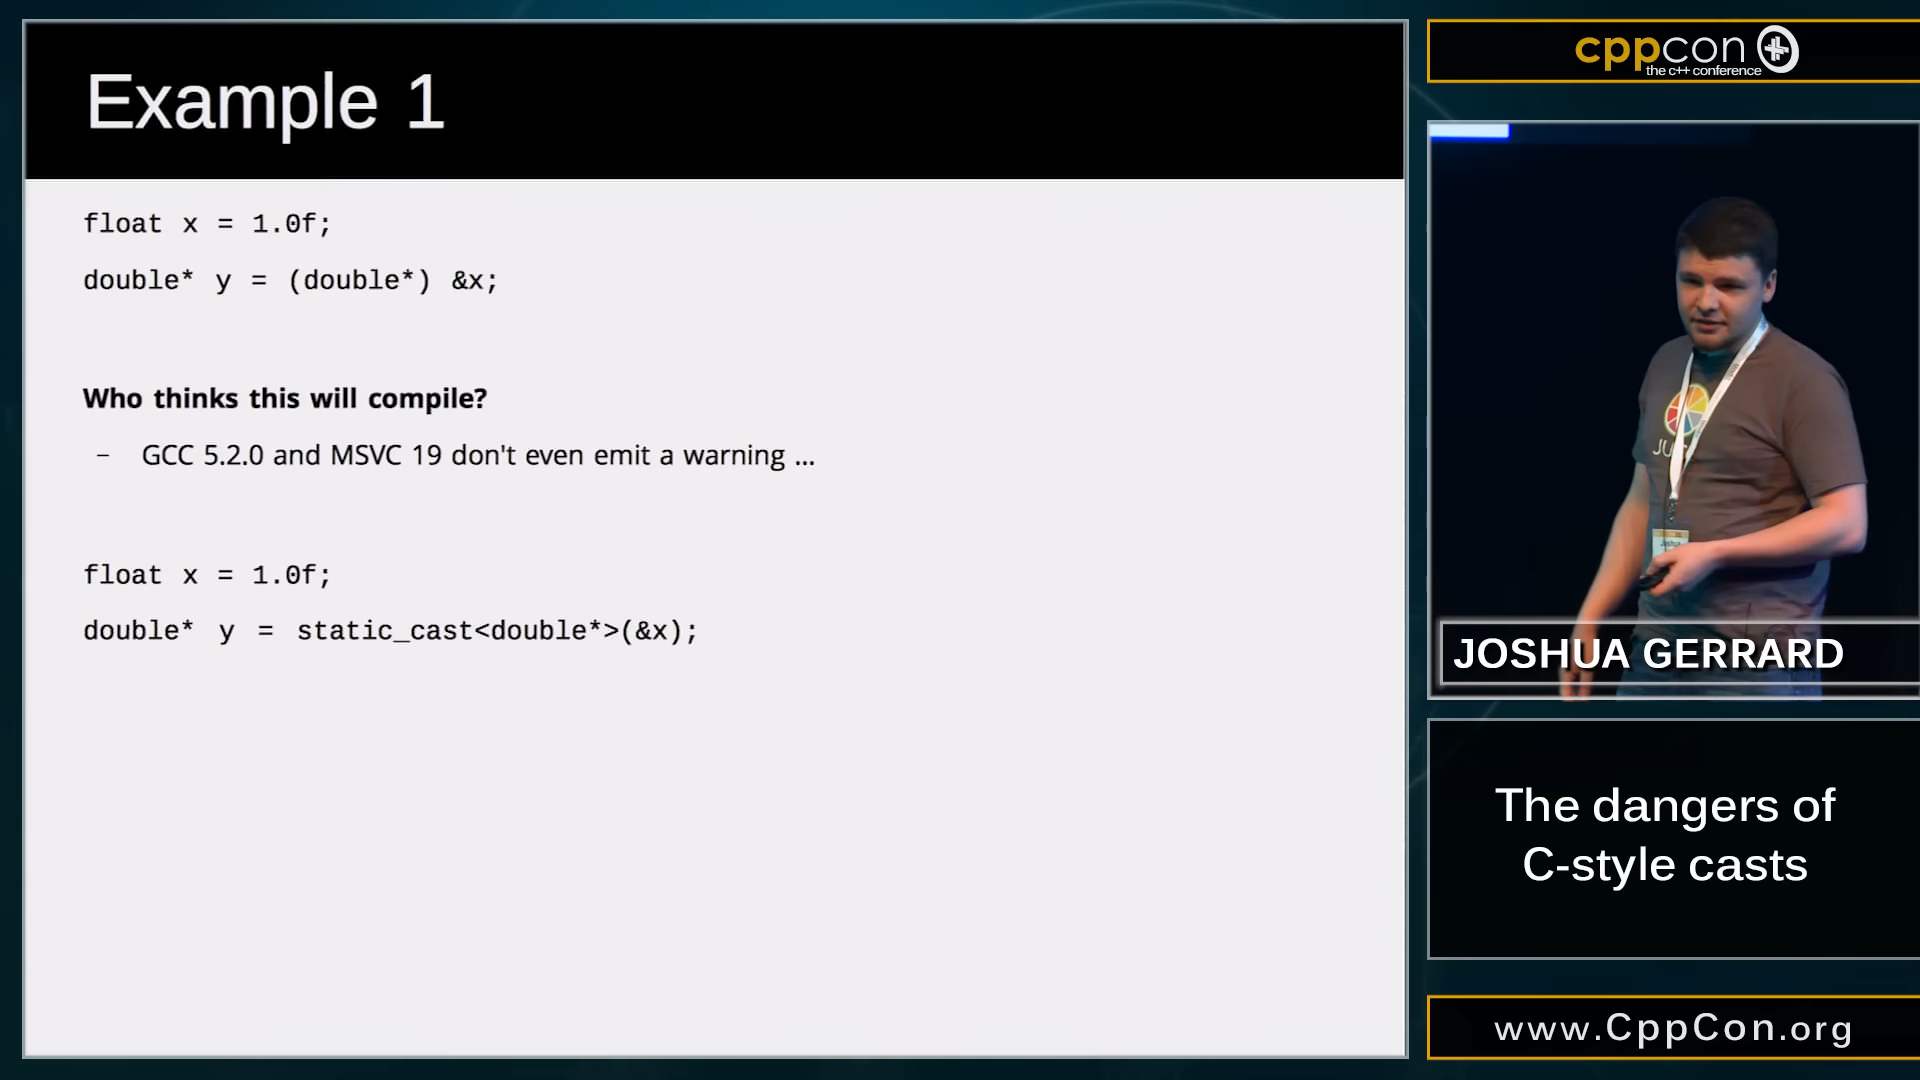 Example 1
float x = 1.0f;
double* y = (double*) &x;
Who thinks this will compile?
– GCC 5.2.0 and MSVC 19 don't even emit a warning ...
float x = 1.0f;
double* y = static_cast<double*>(&x);
cppcon
the c++ conference
JOSHUA GERRARD
The dangers of
C-style casts
www.CppCon.org